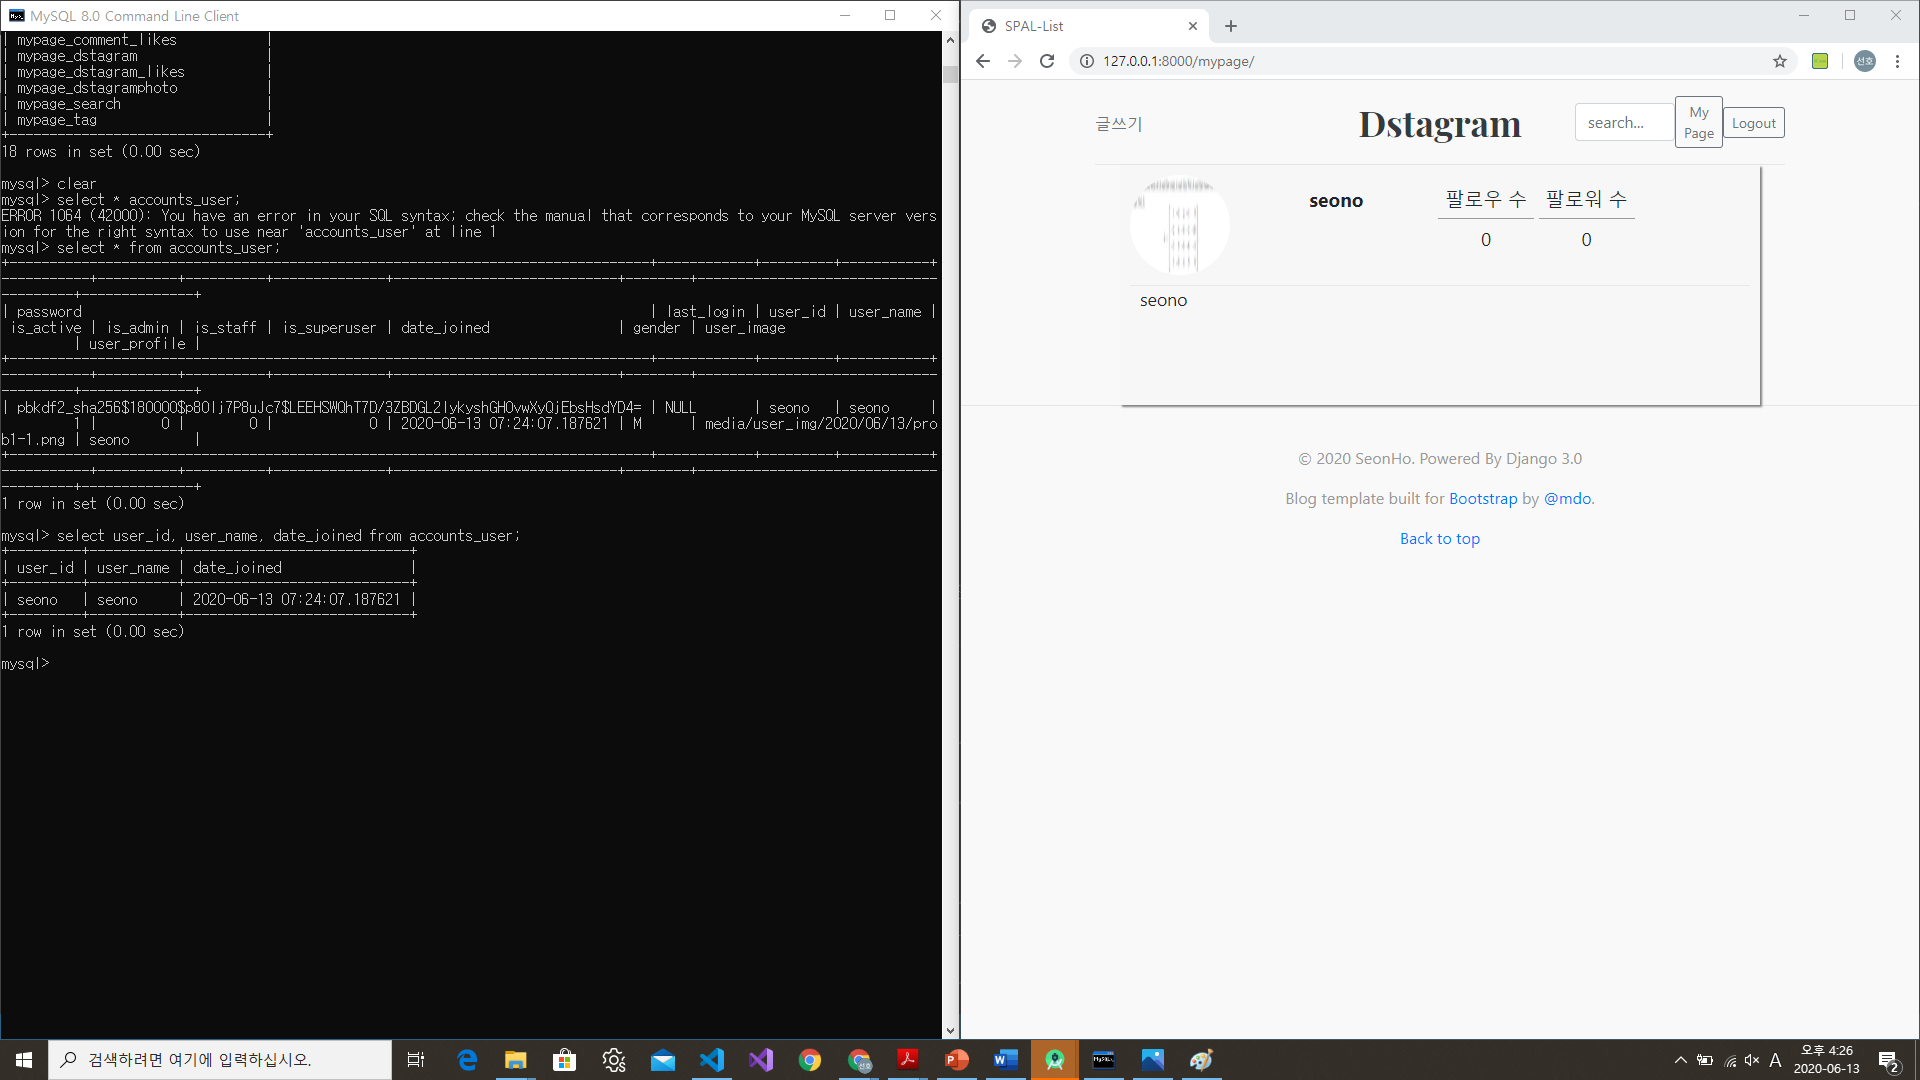 MySQL 8.0 Command Line Client
| mypage_comment_likes |
| mypage_dstagram |
| mypage_dstagram_likes |
| mypage_dstagramphoto |
| mypage_search |
| mypage_tag |
18 rows in set (0.00 sec)
mysql> clear
mysql> select * accounts_user;
ERROR 1064 (42000): You have an error in your SQL syntax; check the manual that corresponds to your MySQL server vers
ion for the right syntax to use near 'accounts_user' at line 1
mysql> select * from accounts_user;
| password | last_login | user_id | user_name |
is_active | is_admin | is_staff | is_superuser | date_joined | gender | user_image
| user_profile |
| pbkdf2_sha256$180000$ | NULL | seono | seono |
1 | 0 | 0 | 0 | 2020-06-13 07:24:07.187621 | M | media/user_img/2020/06/13/pro
b1-1.png | seono |
1 row in set (0.00 sec)
mysql> select user_id, user_name, date_joined from accounts_user;
| user_id | user_name | date_joined |
| seono | seono | 2020-06-13 07:24:07.187621 |
1 row in set (0.00 sec)
mysql>
SPAL-List
127.0.0.1:8000/mypage/
선호
글쓰기
Dstagram
search...
My
Page
Logout
seono
팔로우 수 팔로워 수
0 0
seono
© 2020 SeonHo. Powered By Django 3.0
Blog template built for Bootstrap by @mdo.
Back to top
검색하려면 여기에 입력하십시오.
A
오후 4:26
2020-06-13
2